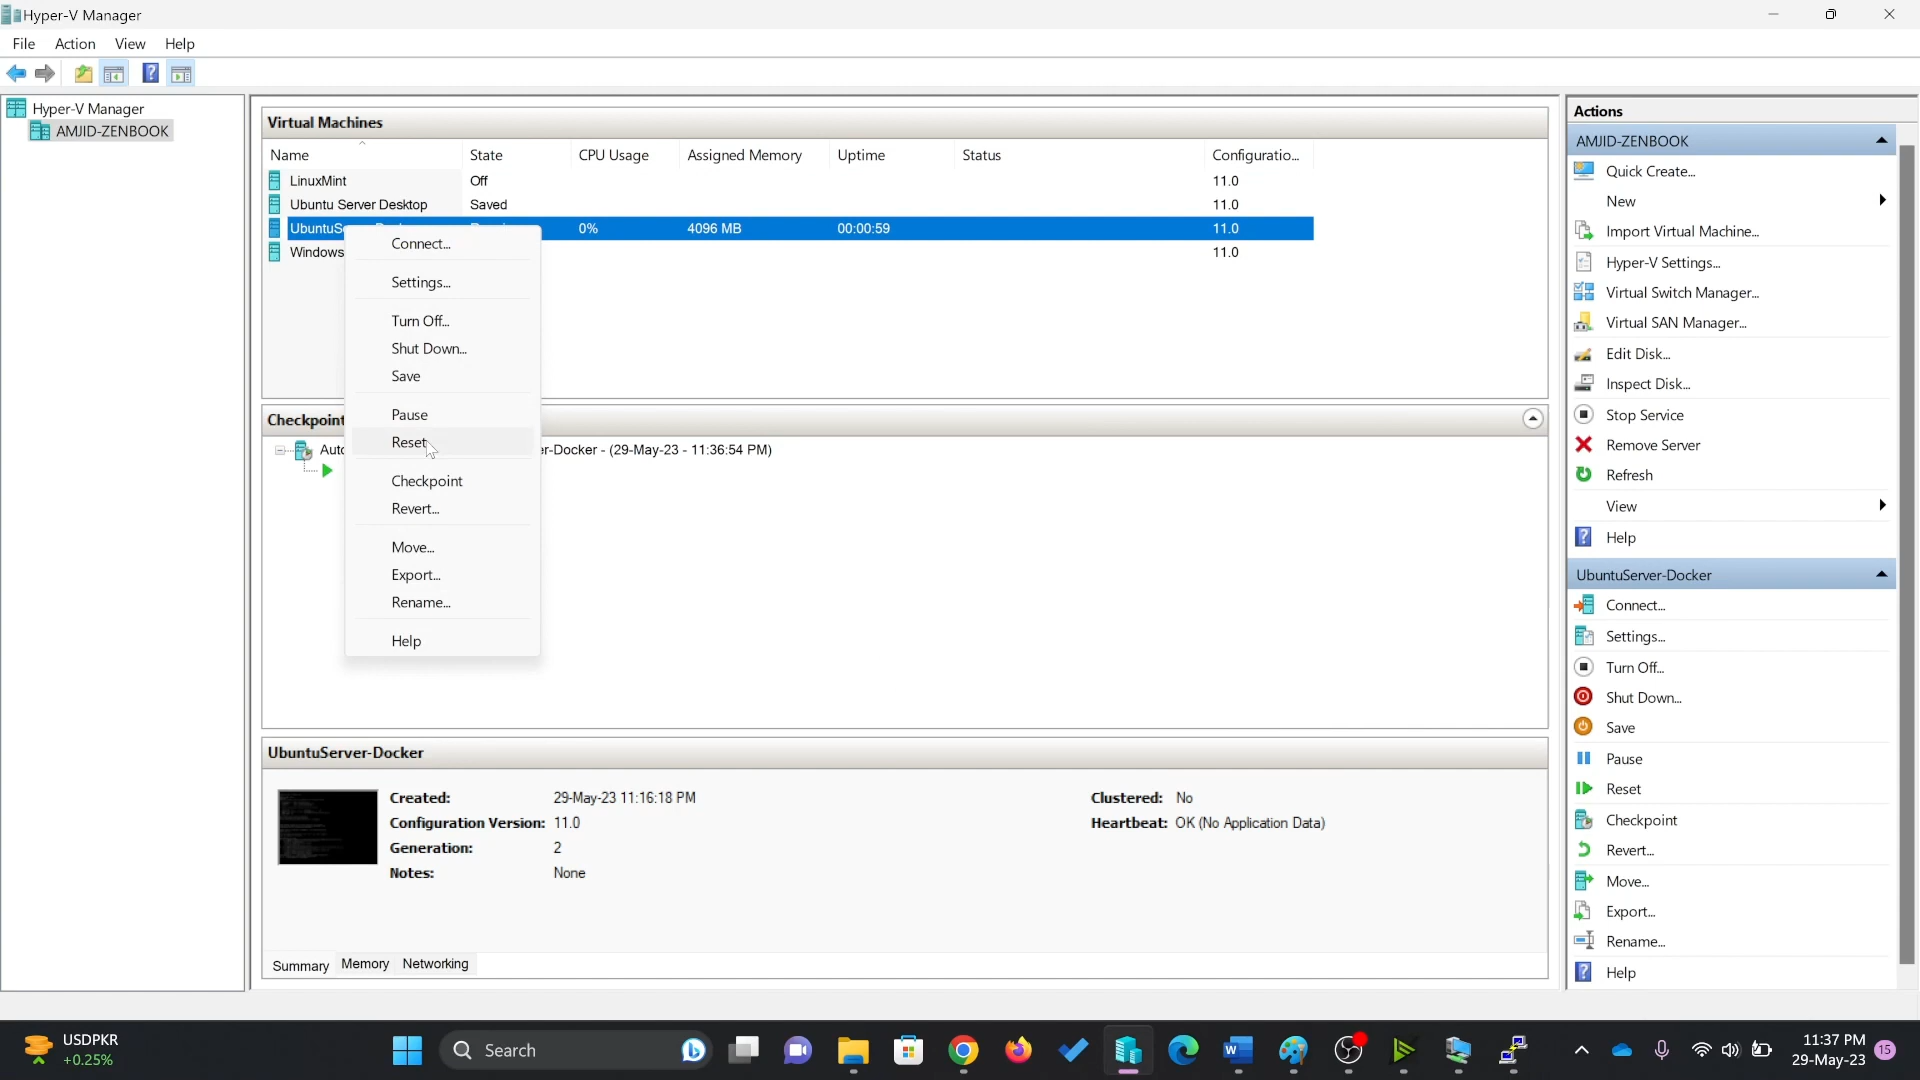 Hyper-V Manager
File Action View Help
Hyper-V Manager
AMJID-ZENBOOK
Virtual Machines
Name State CPU Usage Assigned Memory Uptime Status Configuratio...
LinuxMint Off 11.0
Ubuntu Server Desktop Saved 11.0
UbuntuS 0% 4096 MB 00:00:59 11.0
Windows 11.0
Connect...
Settings...
Turn Off...
Shut Down...
Save
Pause
Reset
Checkpoint
Revert...
Move...
Export...
Rename...
Help
Checkpoint
Auto r-Docker - (29-May-23 - 11:36:54 PM)
UbuntuServer-Docker
Created: 29-May-23 11:16:18 PM Clustered: No
Configuration Version: 11.0 Heartbeat: OK (No Application Data)
Generation: 2
Notes: None
Summary Memory Networking
Actions
AMJID-ZENBOOK
Quick Create...
New
Import Virtual Machine...
Hyper-V Settings...
Virtual Switch Manager...
Virtual SAN Manager...
Edit Disk...
Inspect Disk...
Stop Service
Remove Server
Refresh
View
Help
UbuntuServer-Docker
Connect...
Settings...
Turn Off...
Shut Down...
Save
Pause
Reset
Checkpoint
Revert...
Move...
Export...
Rename...
Help
USDPKR
+0.25%
Search
11:37 PM
29-May-23
15